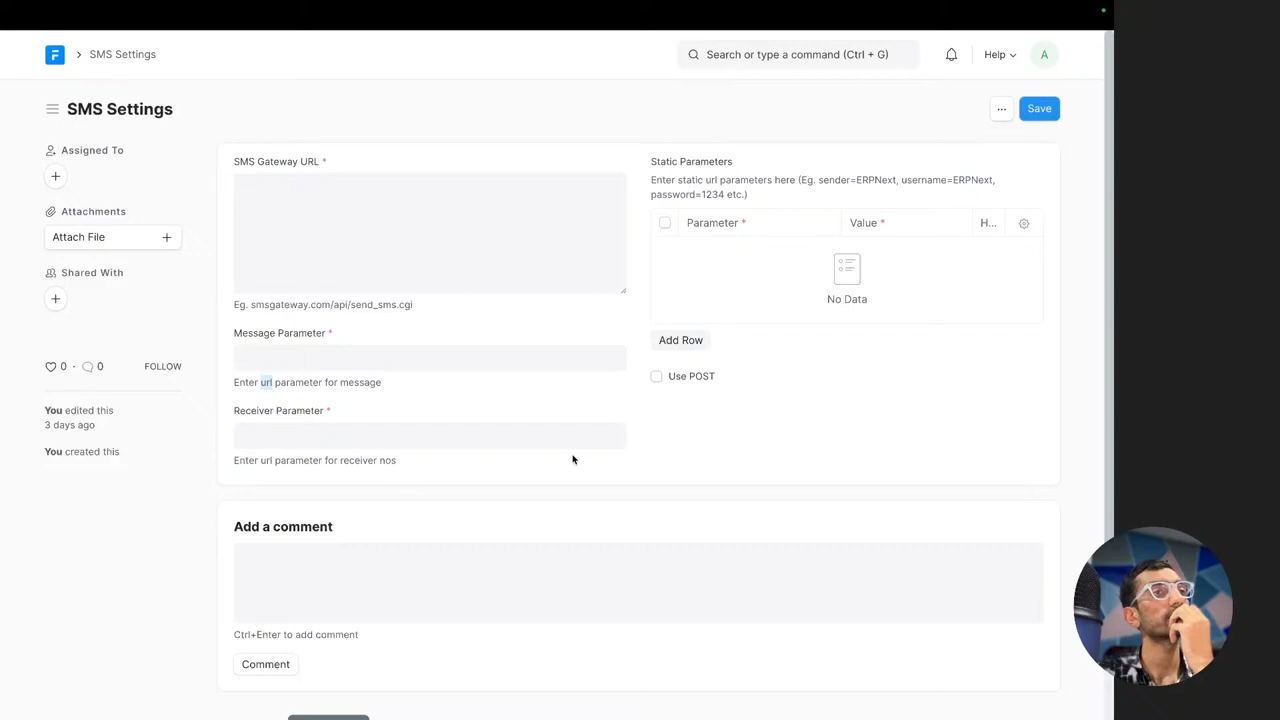 SMS Settings
Search or type a command (Ctrl + G)
Help
A
SMS Settings
...
Save
Assigned To
Attachments
Attach File
Shared With
0 · 0
FOLLOW
You edited this
3 days ago
You created this
SMS Gateway URL *
Eg. smsgateway.com/api/send_sms.cgi
Message Parameter *
Enter url parameter for message
Receiver Parameter *
Enter url parameter for receiver nos
Static Parameters
Enter static url parameters here (Eg. sender=ERPNext, username=ERPNext,
password=1234 etc.)
Parameter *
Value *
H...
No Data
Add Row
Use POST
Add a comment
Ctrl+Enter to add comment
Comment